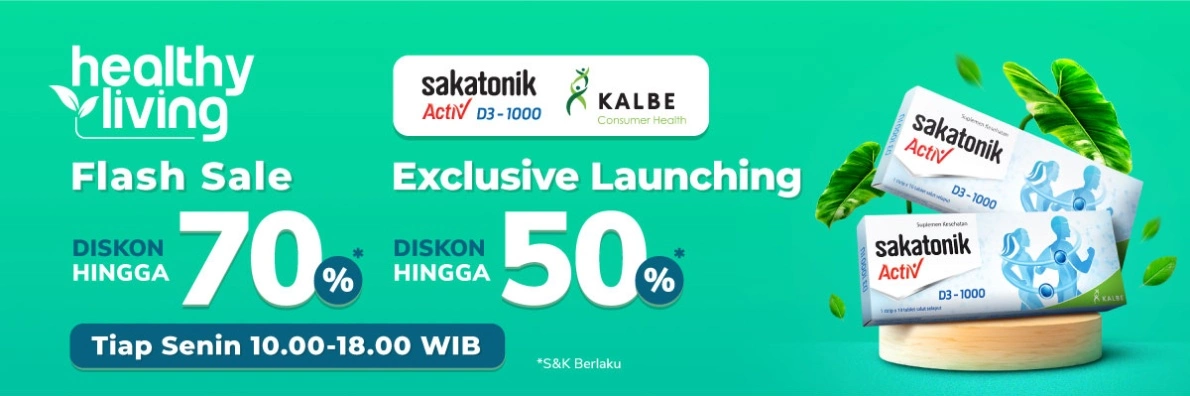 healthy
living
Flash Sale
DISKON
HINGGA
70%*
Tiap Senin 10.00-18.00 WIB
sakatonik
Activ D3-1000
KALBE
Consumer Health
Exclusive Launching
DISKON
HINGGA
50%*
*S&K Berlaku
Suplemen Kesehatan
sakatonik
Activ
D3-1000
Suplemen Kesehatan
sakatonik
Activ
D3-1000
KALBE